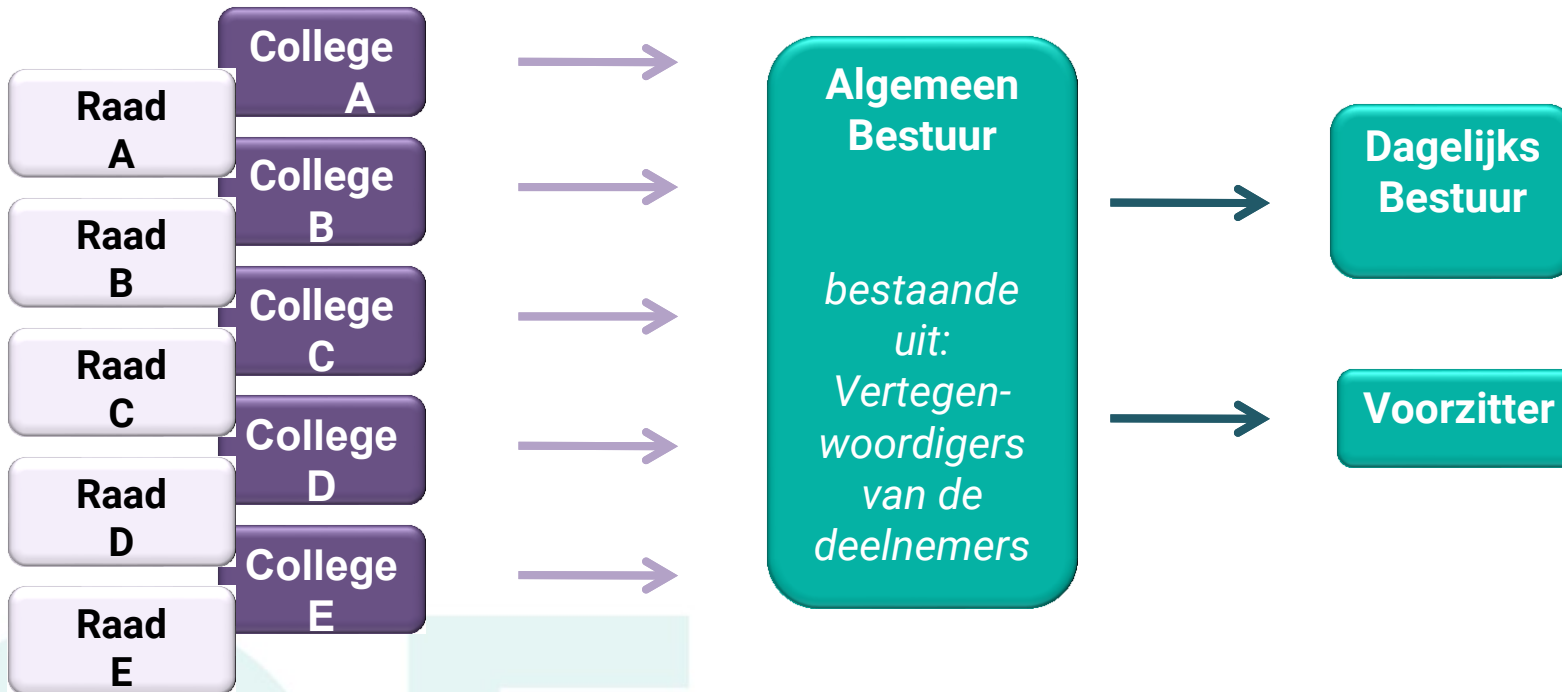 College
A
Raad
A
College
B
Raad
B
College
C
Raad
C
College
D
Raad
D
College
E
Raad
E
Algemeen
Bestuur
bestaande
uit:
Vertegen-
woordigers
van de
deelnemers
Dagelijks
Bestuur
Voorzitter